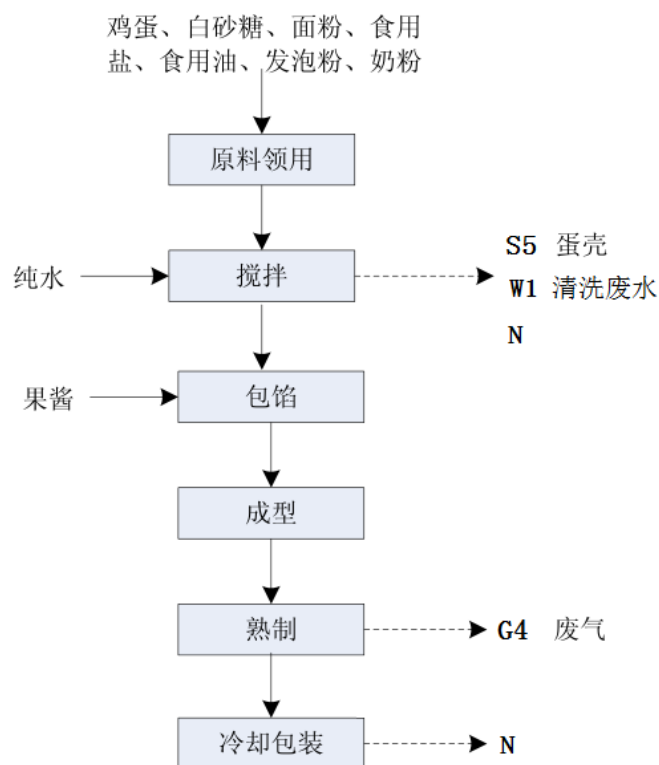 鸡蛋、白砂糖、面粉、食用
盐、食用油、发泡粉、奶粉
原料领用
纯水
搅拌
S5 蛋壳
W1 清洗废水
N
果酱
包馅
成型
熟制
G4 废气
冷却包装
N